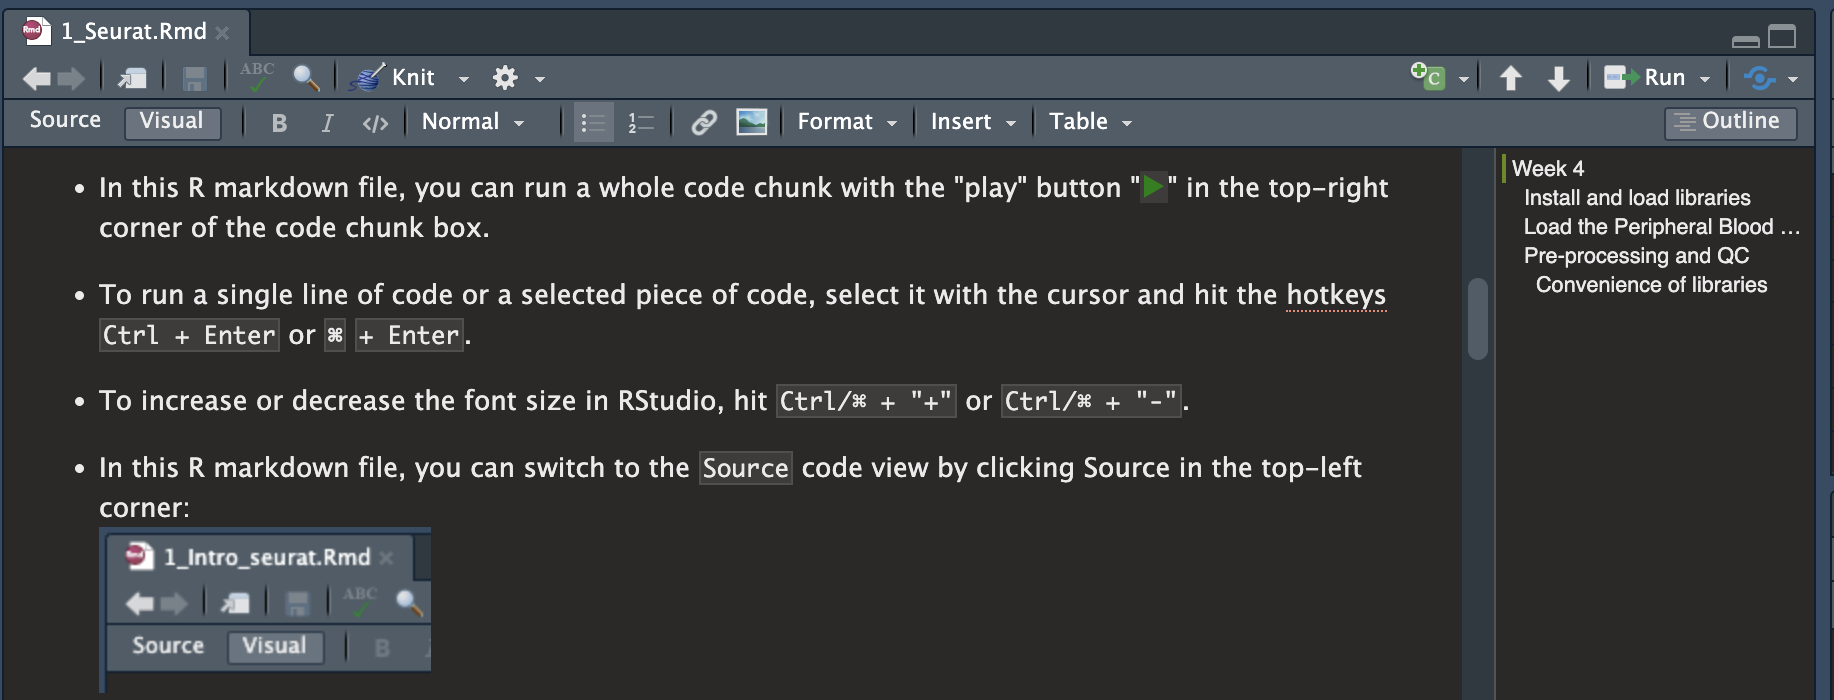 Rmd 1_Seurat.Rmd ×
ABC Knit C Run
Source Visual B I </> Normal 1 2 Format Insert Table Outline
• In this R markdown file, you can run a whole code chunk with the "play" button "▶" in the top-right
corner of the code chunk box.
• To run a single line of code or a selected piece of code, select it with the cursor and hit the hotkeys
Ctrl + Enter or ⌘ + Enter.
• To increase or decrease the font size in RStudio, hit Ctrl/⌘ + "+" or Ctrl/⌘ + "-".
• In this R markdown file, you can switch to the Source code view by clicking Source in the top-left
corner:
Rmd 1_Intro_seurat.Rmd ×
ABC
Source Visual B
Week 4
Install and load libraries
Load the Peripheral Blood ...
Pre-processing and QC
Convenience of libraries